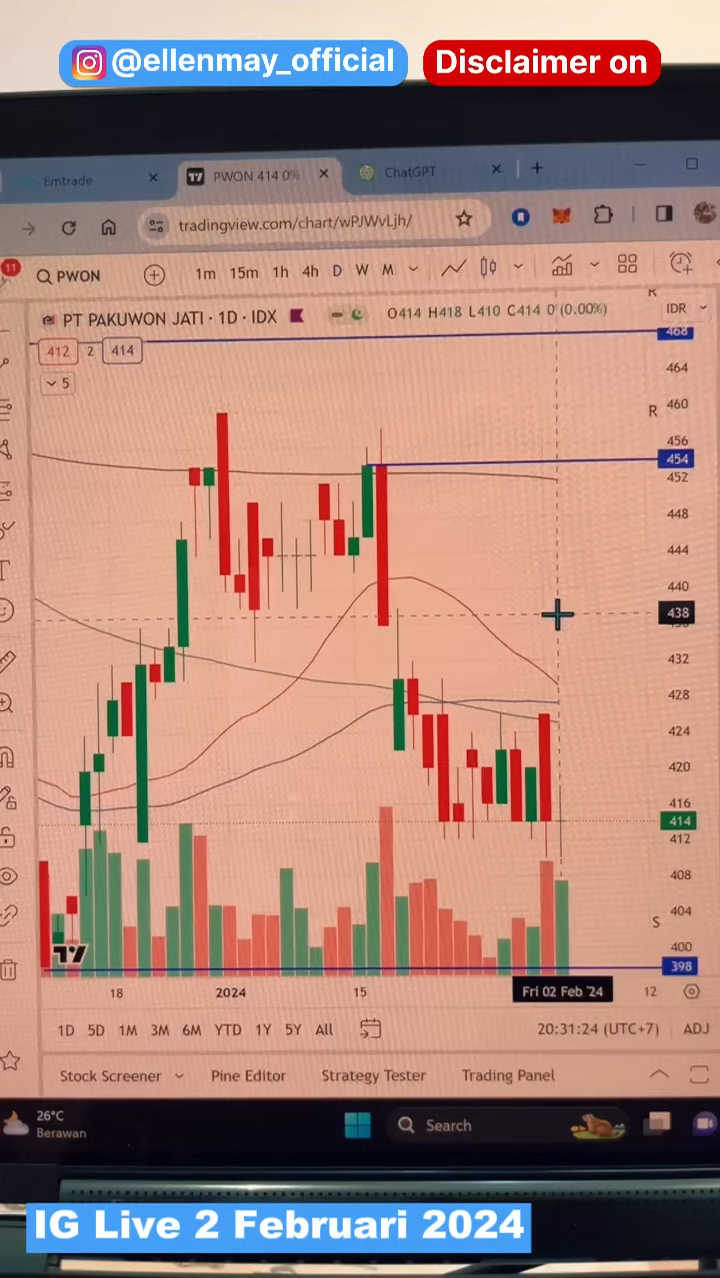 @ellenmay_official Disclaimer on
Emtrade × PWON 414 0% × ChatGPT × +
tradingview.com/chart/wPJWvLjh/
11 PWON 1m 15m 1h 4h D W M
PT PAKUWON JATI · 1D · IDX O414 H418 L410 C414 0 (0.00%) IDR
412 2 414
5
468
464
R 460
456
454
452
448
444
440
438
432
428
424
420
416
414
412
408
S 404
400
398
18 2024 15 Fri 02 Feb '24 12
1D 5D 1M 3M 6M YTD 1Y 5Y All 20:31:24 (UTC+7) ADJ
Stock Screener Pine Editor Strategy Tester Trading Panel
26°C
Berawan
Search
IG Live 2 Februari 2024